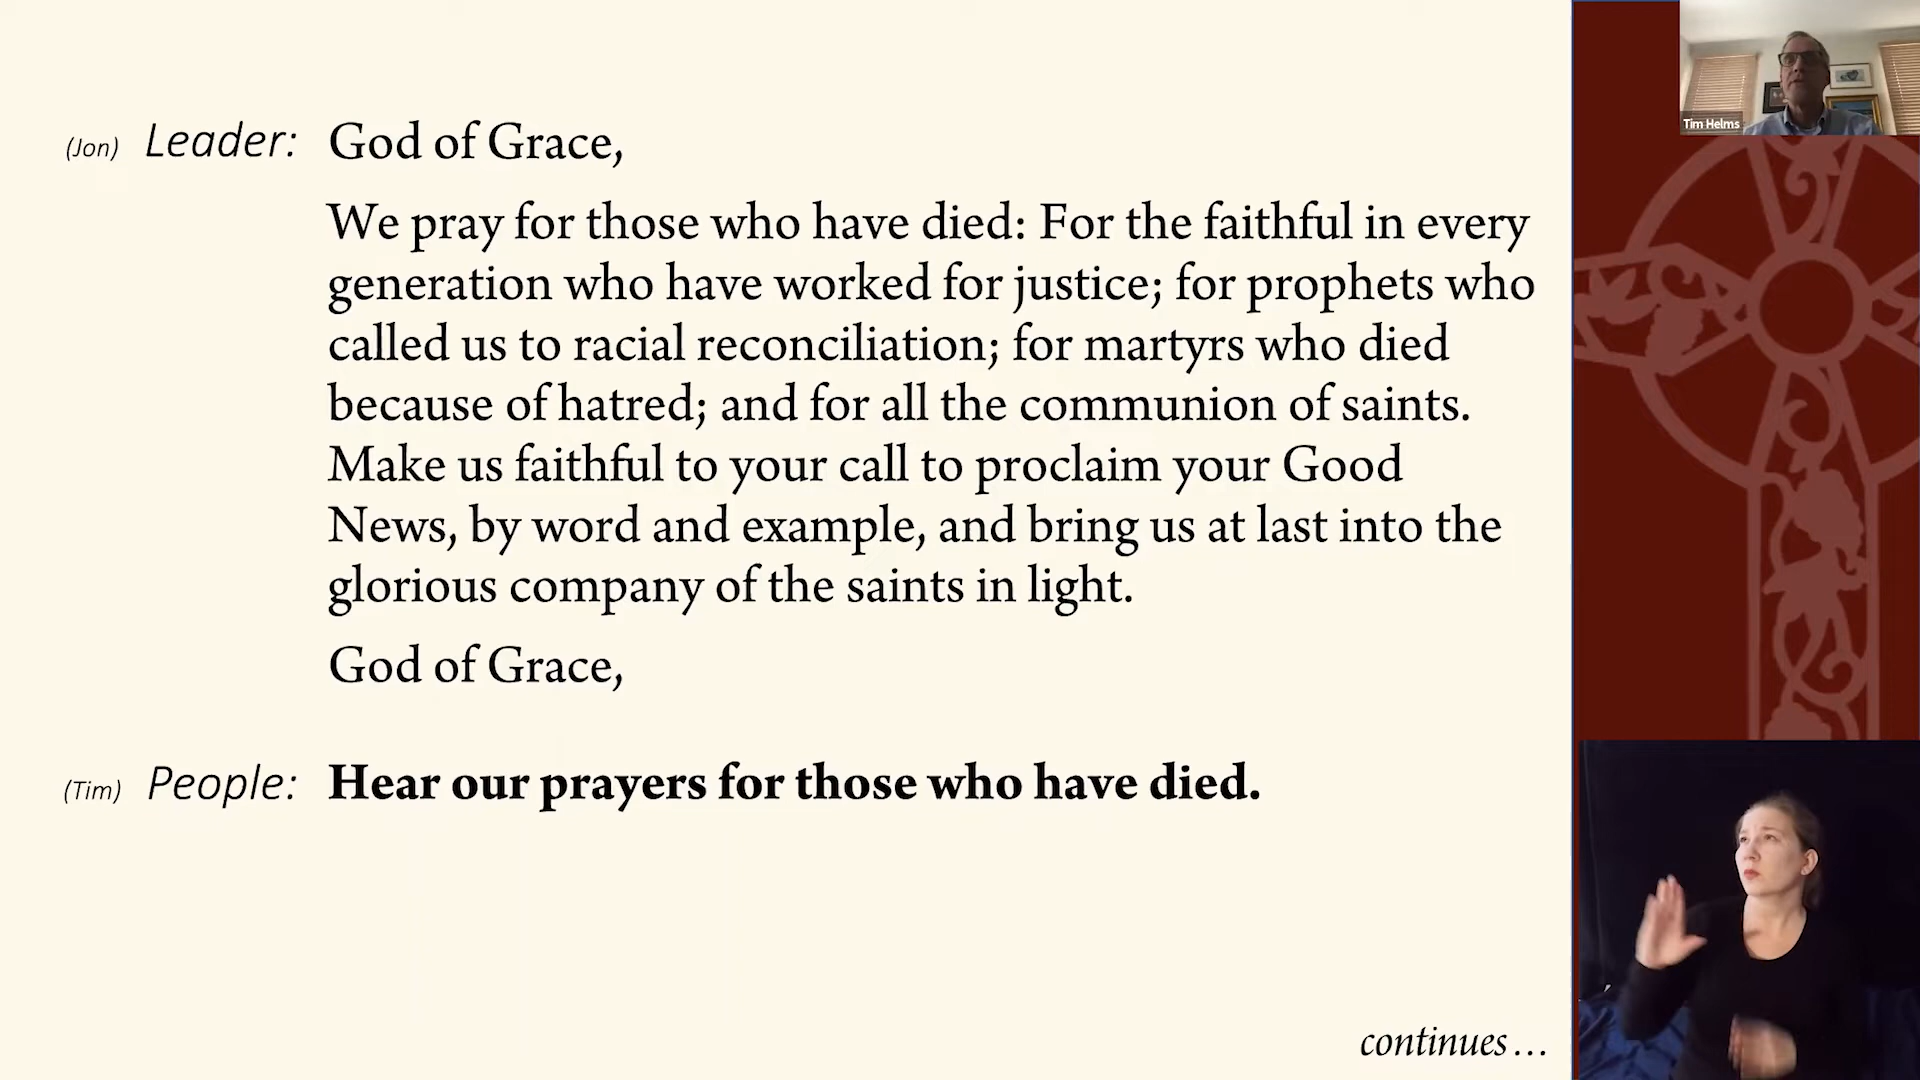 (Jon) Leader: God of Grace,
We pray for those who have died: For the faithful in every
generation who have worked for justice; for prophets who
called us to racial reconciliation; for martyrs who died
because of hatred; and for all the communion of saints.
Make us faithful to your call to proclaim your Good
News, by word and example, and bring us at last into the
glorious company of the saints in light.
God of Grace,
(Tim) People: Hear our prayers for those who have died.
continues...
Tim Helms